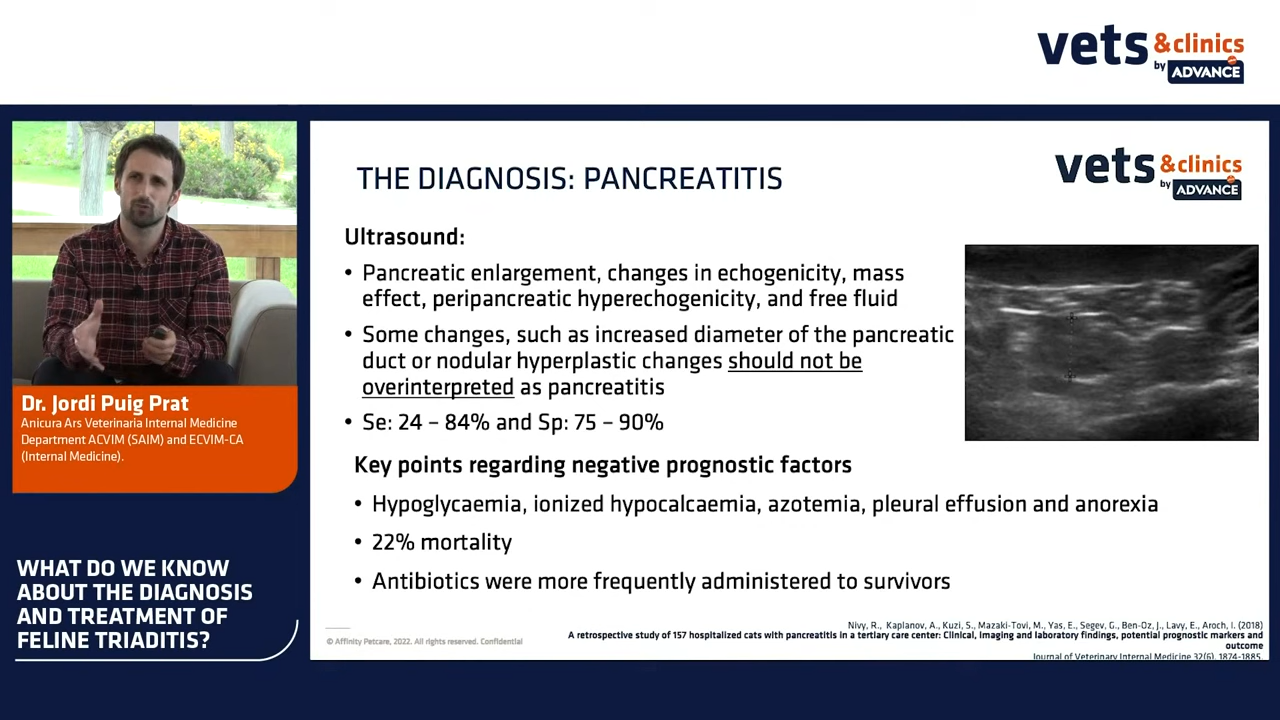 vets &clinics
by ADVANCE
THE DIAGNOSIS: PANCREATITIS
vets &clinics
by ADVANCE
Ultrasound:
• Pancreatic enlargement, changes in echogenicity, mass
effect, peripancreatic hyperechogenicity, and free fluid
• Some changes, such as increased diameter of the pancreatic
duct or nodular hyperplastic changes should not be
overinterpreted as pancreatitis
• Se: 24 – 84% and Sp: 75 – 90%
Key points regarding negative prognostic factors
• Hypoglycaemia, ionized hypocalcaemia, azotemia, pleural effusion and anorexia
• 22% mortality
• Antibiotics were more frequently administered to survivors
© Affinity Petcare, 2022. All rights reserved. Confidential
Nivy, R., Kaplanov, A., Kuzi, S., Mazaki-Tovi, M., Yas, E., Segev, G., Ben-Oz, J., Lavy, E., Aroch, I. (2018)
A retrospective study of 157 hospitalized cats with pancreatitis in a tertiary care center: Clinical, imaging and laboratory findings, potential prognostic markers and
outcome
Journal of Veterinary Internal Medicine 32(6), 1874-1885.
Dr. Jordi Puig Prat
Anicura Ars Veterinaria Internal Medicine
Department ACVIM (SAIM) and ECVIM-CA
(Internal Medicine).
WHAT DO WE KNOW
ABOUT THE DIAGNOSIS
AND TREATMENT OF
FELINE TRIADITIS?